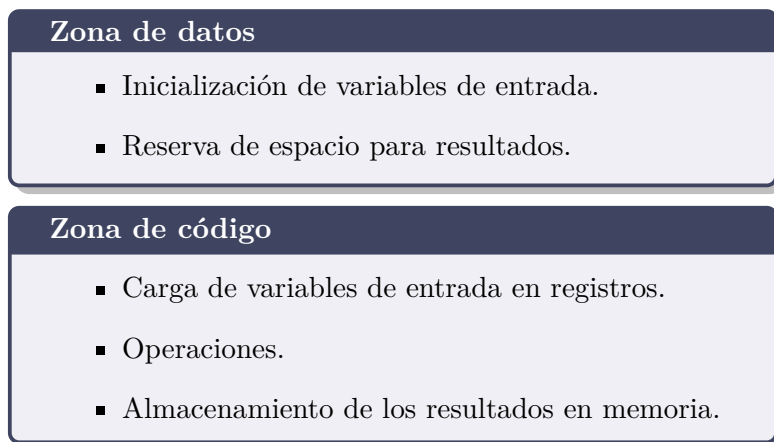 Zona de datos
▪ Inicialización de variables de entrada.
▪ Reserva de espacio para resultados.
Zona de código
▪ Carga de variables de entrada en registros.
▪ Operaciones.
▪ Almacenamiento de los resultados en memoria.